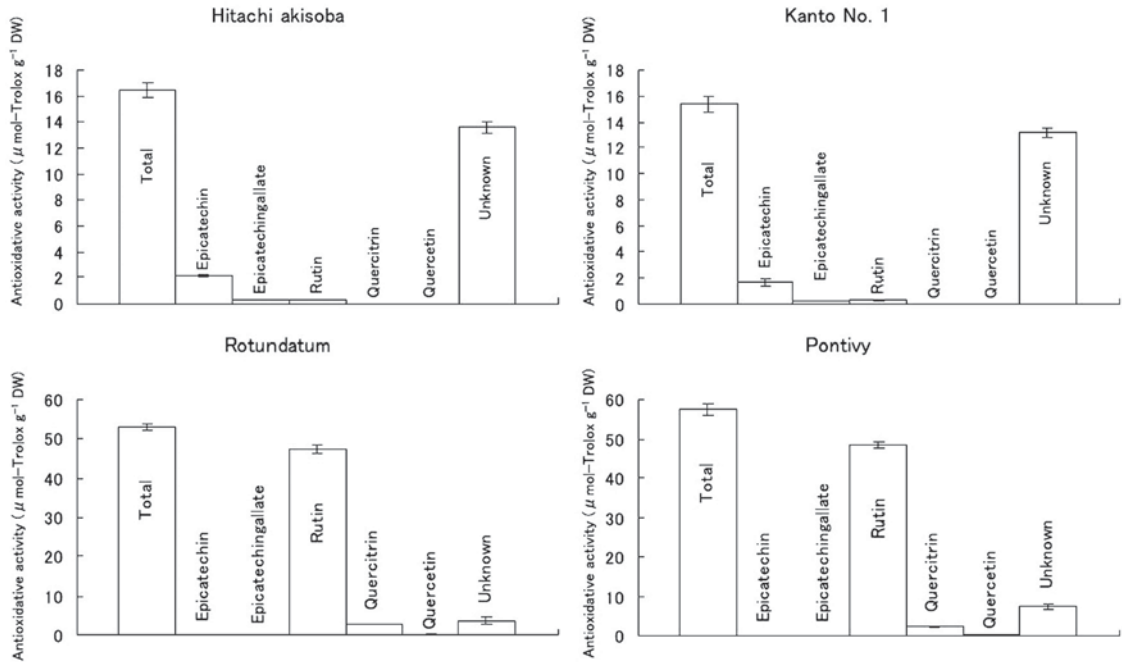 Hitachi akisoba
Antioxidative activity (μ mol-Trolox g⁻¹ DW)
18
16
14
12
10
8
6
4
2
0
Total
Epicatechin
Epicatechingallate
Rutin
Quercitrin
Quercetin
Unknown
Kanto No. 1
Antioxidative activity (μ mol-Trolox g⁻¹ DW)
18
16
14
12
10
8
6
4
2
0
Total
Epicatechin
Epicatechingallate
Rutin
Quercitrin
Quercetin
Unknown
Rotundatum
Antioxidative activity (μ mol-Trolox g⁻¹ DW)
60
50
40
30
20
10
0
Total
Epicatechin
Epicatechingallate
Rutin
Quercitrin
Quercetin
Unknown
Pontivy
Antioxidative activity (μ mol-Trolox g⁻¹ DW)
60
50
40
30
20
10
0
Total
Epicatechin
Epicatechingallate
Rutin
Quercitrin
Quercetin
Unknown